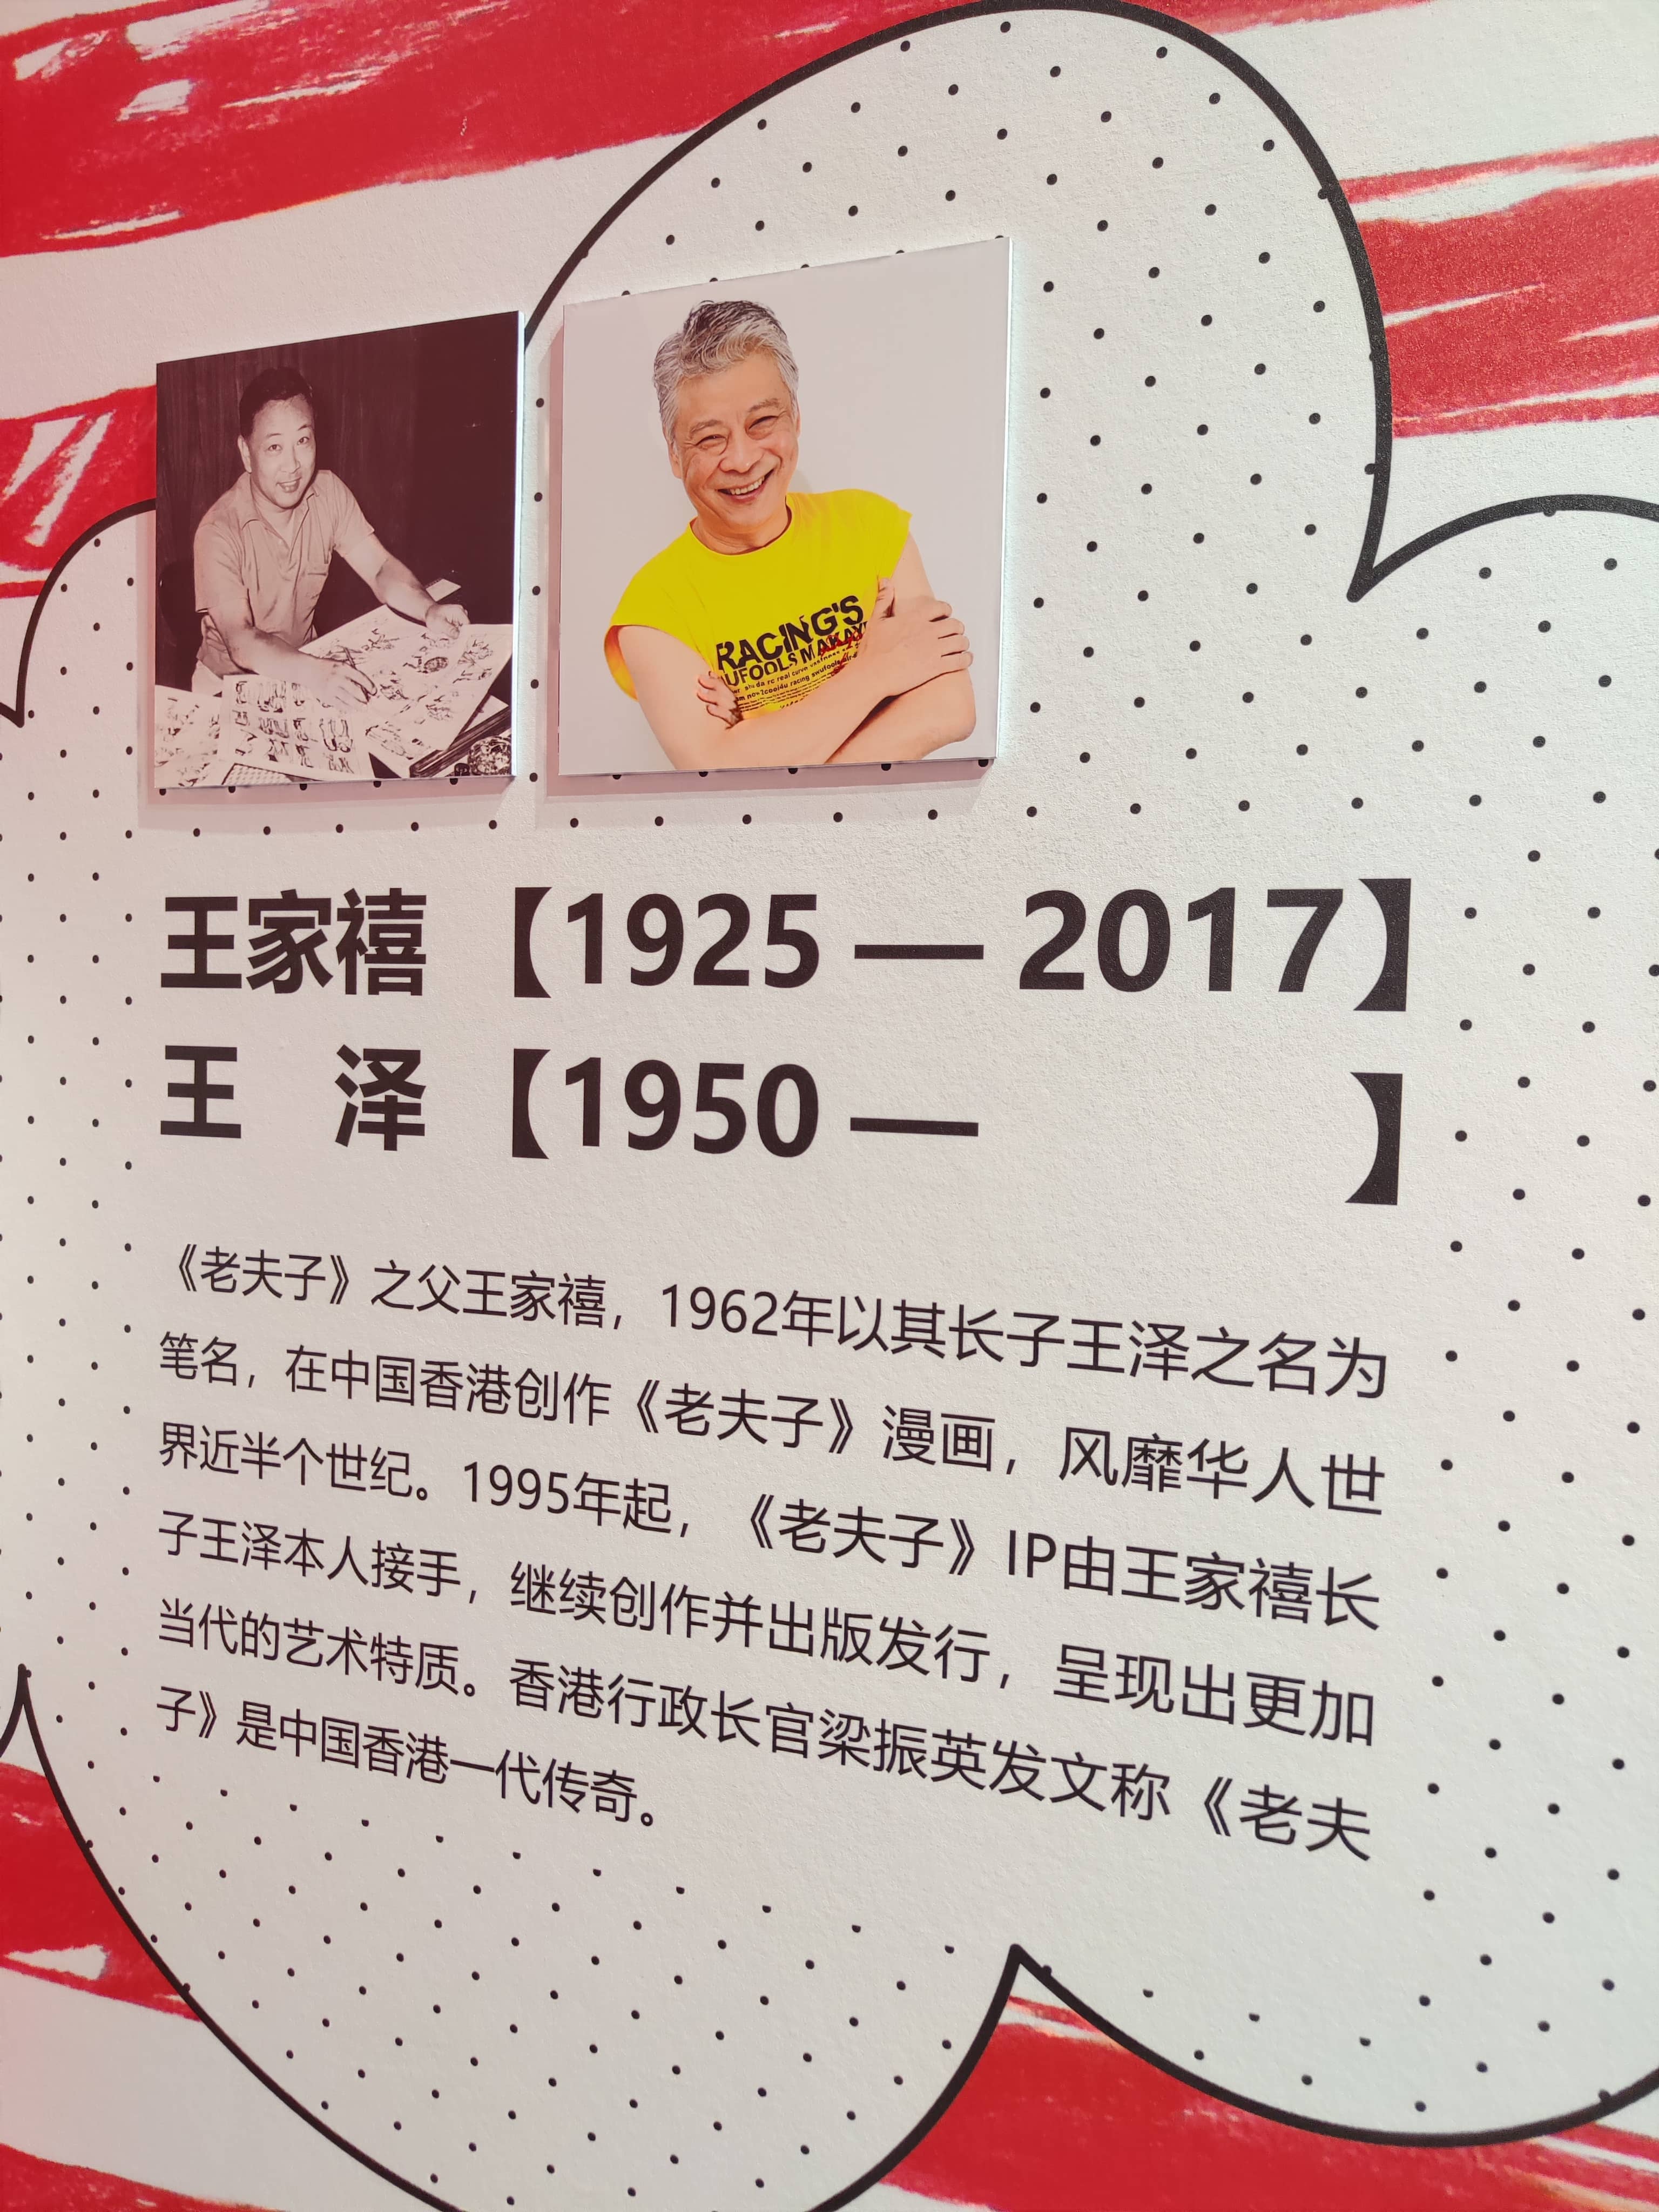 RACING'S
王家禧【1925 — 2017】
王 泽【1950 — 】
《老夫子》之父王家禧，1962年以其长子王泽之名为
笔名，在中国香港创作《老夫子》漫画，风靡华人世
界近半个世纪。1995年起，《老夫子》IP由王家禧长
子王泽本人接手，继续创作并出版发行，呈现出更加
当代的艺术特质。香港行政长官梁振英发文称《老夫
子》是中国香港一代传奇。